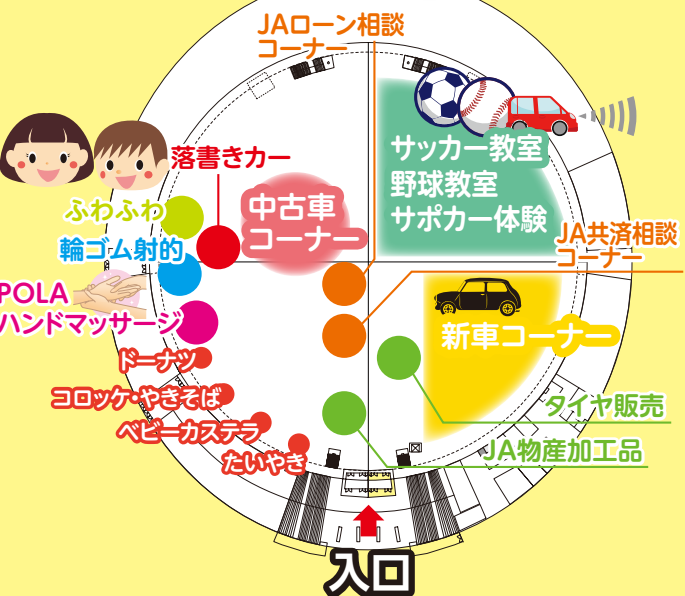 JAローン相談
コーナー
サッカー教室
野球教室
サポカー体験
落書きカー
中古車
コーナー
ふわふわ
輪ゴム射的
JA共済相談
コーナー
POLA
ハンドマッサージ
新車コーナー
ドーナツ
コロッケ・やきそば
ベビーカステラ
たいやき
タイヤ販売
JA物産加工品
入口